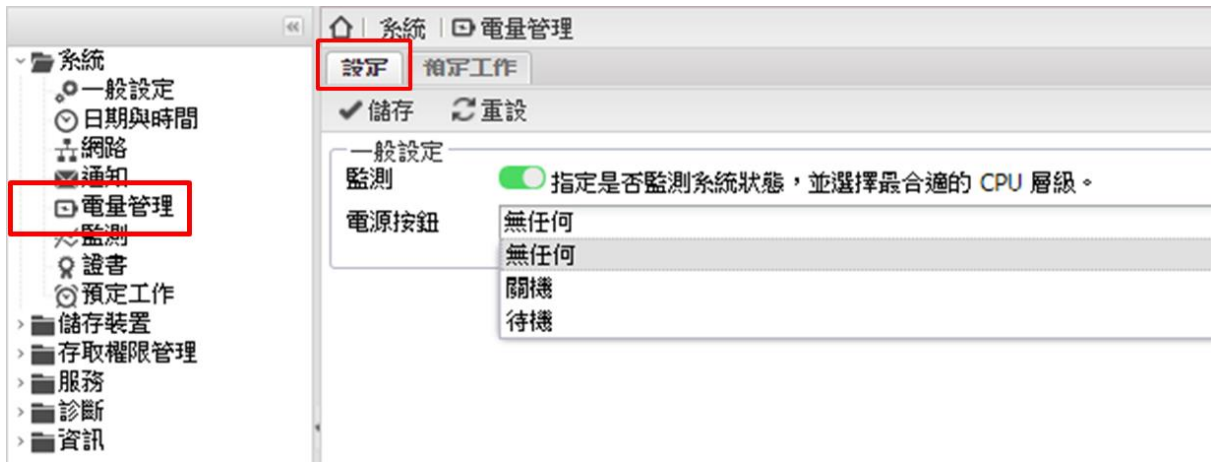 系統
一般設定
日期與時間
網路
通知
電量管理
監測
證書
預定工作
儲存裝置
存取權限管理
服務
診斷
資訊
系統 電量管理
設定 預定工作
儲存 重設
一般設定
監測 指定是否監測系統狀態，並選擇最合適的 CPU 層級。
電源按鈕 無任何
無任何
關機
待機